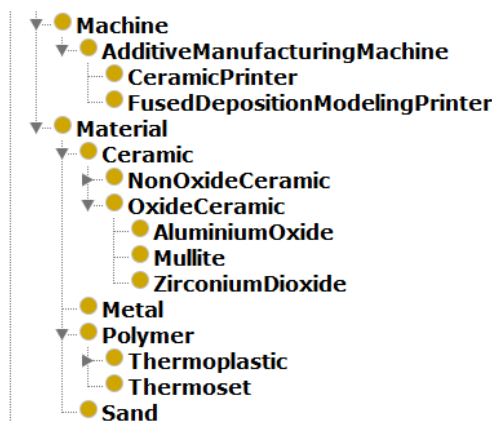 Machine
AdditiveManufacturingMachine
CeramicPrinter
FusedDepositionModelingPrinter
Material
Ceramic
NonOxideCeramic
OxideCeramic
AluminiumOxide
Mullite
ZirconiumDioxide
Metal
Polymer
Thermoplastic
Thermoset
Sand